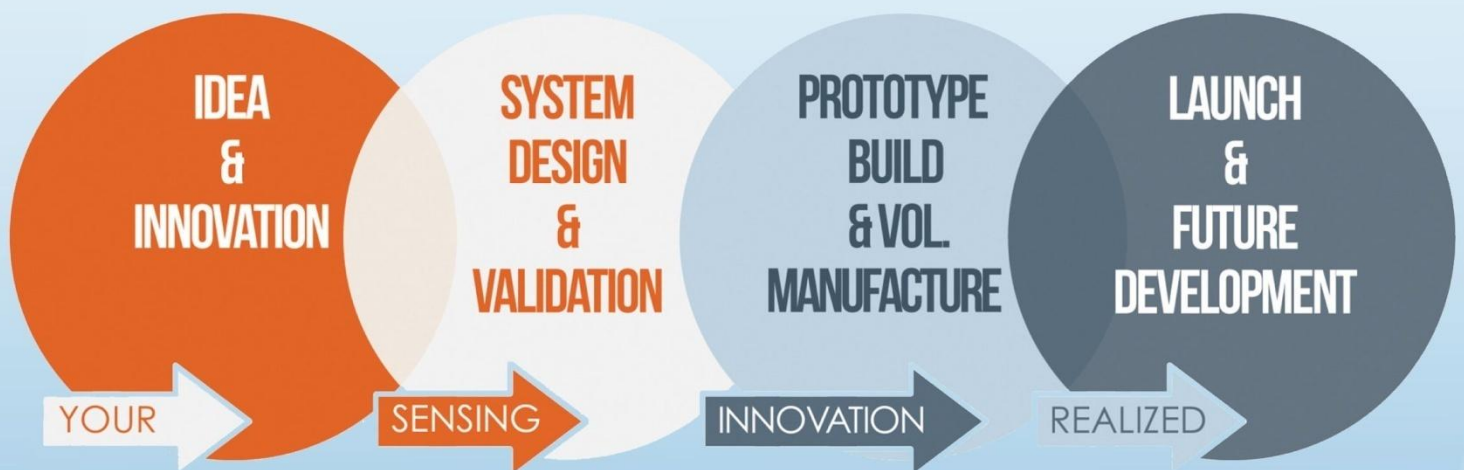 IDEA
&
INNOVATION
SYSTEM
DESIGN
&
VALIDATION
PROTOTYPE
BUILD
& VOL.
MANUFACTURE
LAUNCH
&
FUTURE
DEVELOPMENT
YOUR
SENSING
INNOVATION
REALIZED